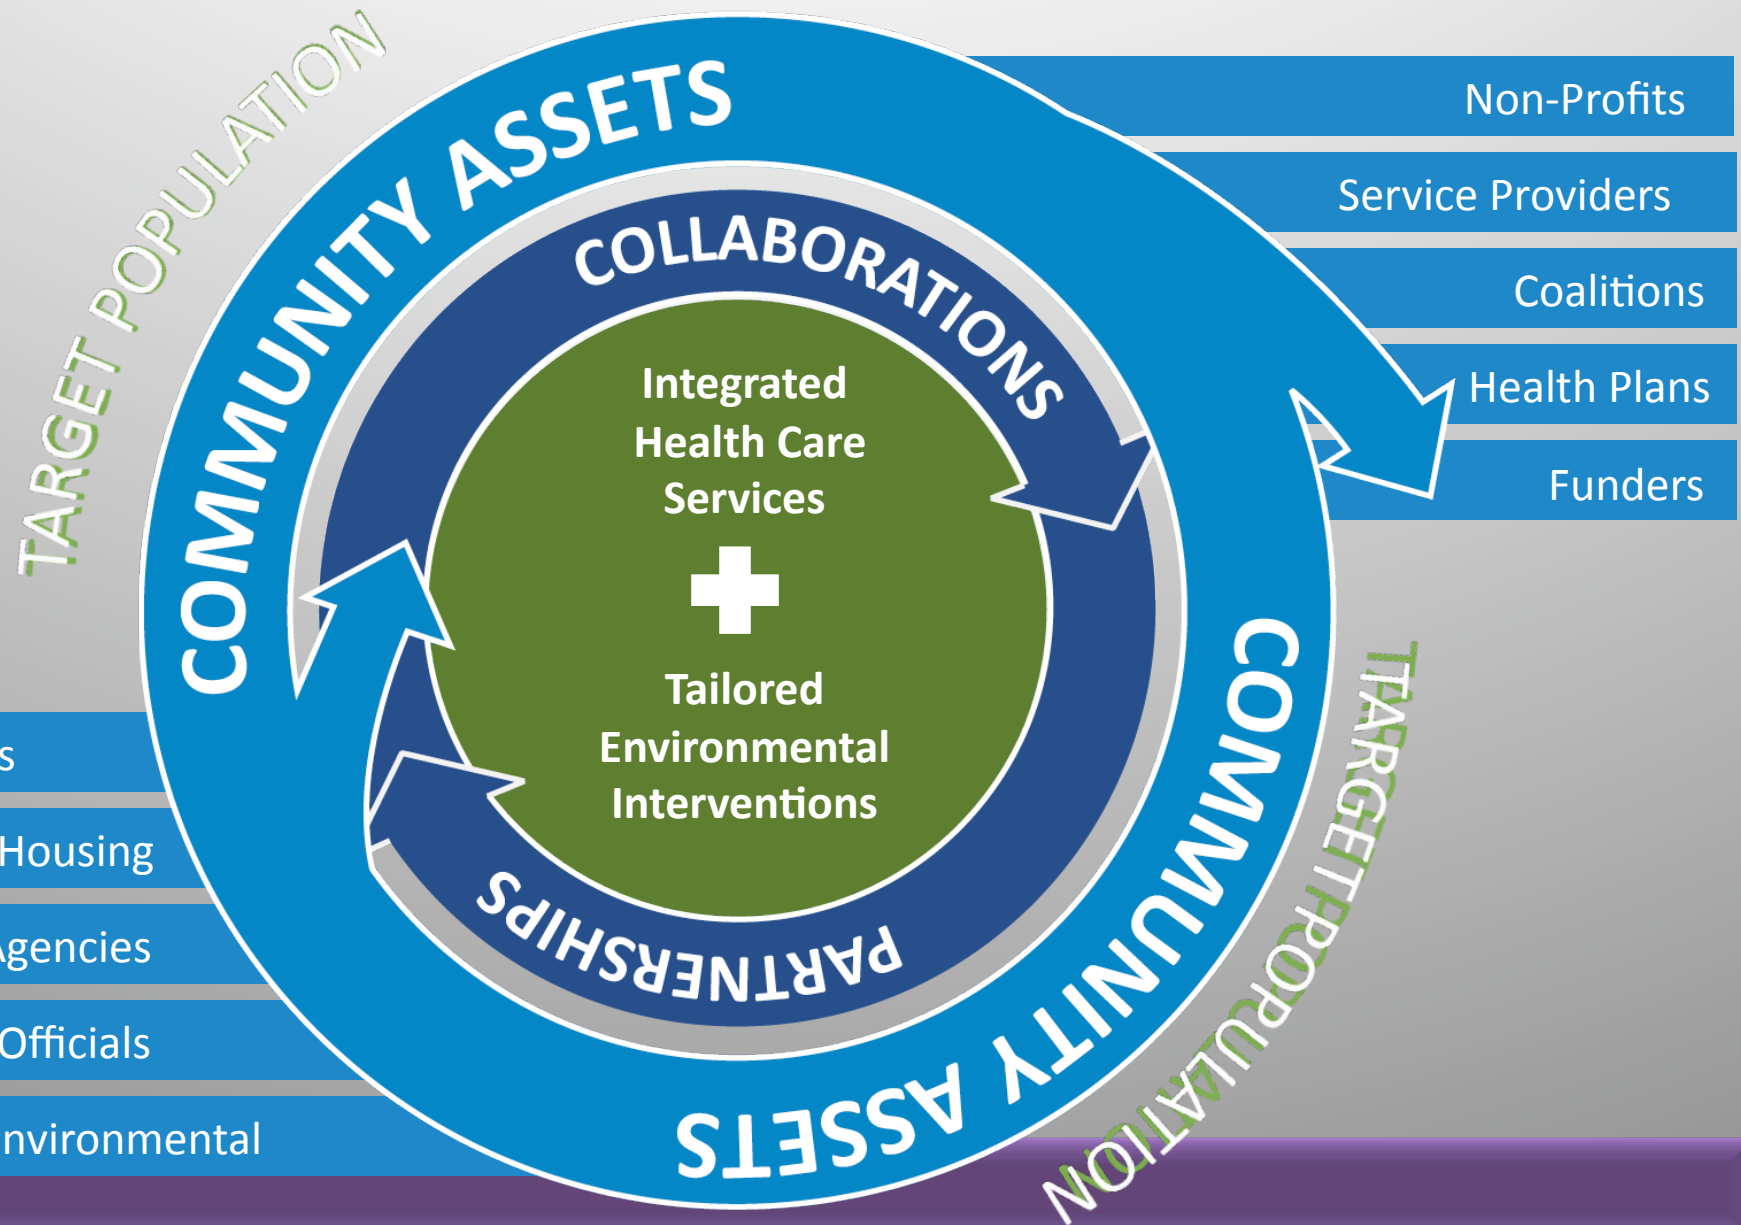 TARGET POPULATION
COMMUNITY ASSETS
COLLABORATIONS
Integrated
Health Care
Services
Tailored
Environmental
Interventions
PARTNERSHIPS
COMMUNITY ASSETS
TARGET POPULATION
Non-Profits
Service Providers
Coalitions
Health Plans
Funders
s
Housing
Agencies
Officials
nvironmental